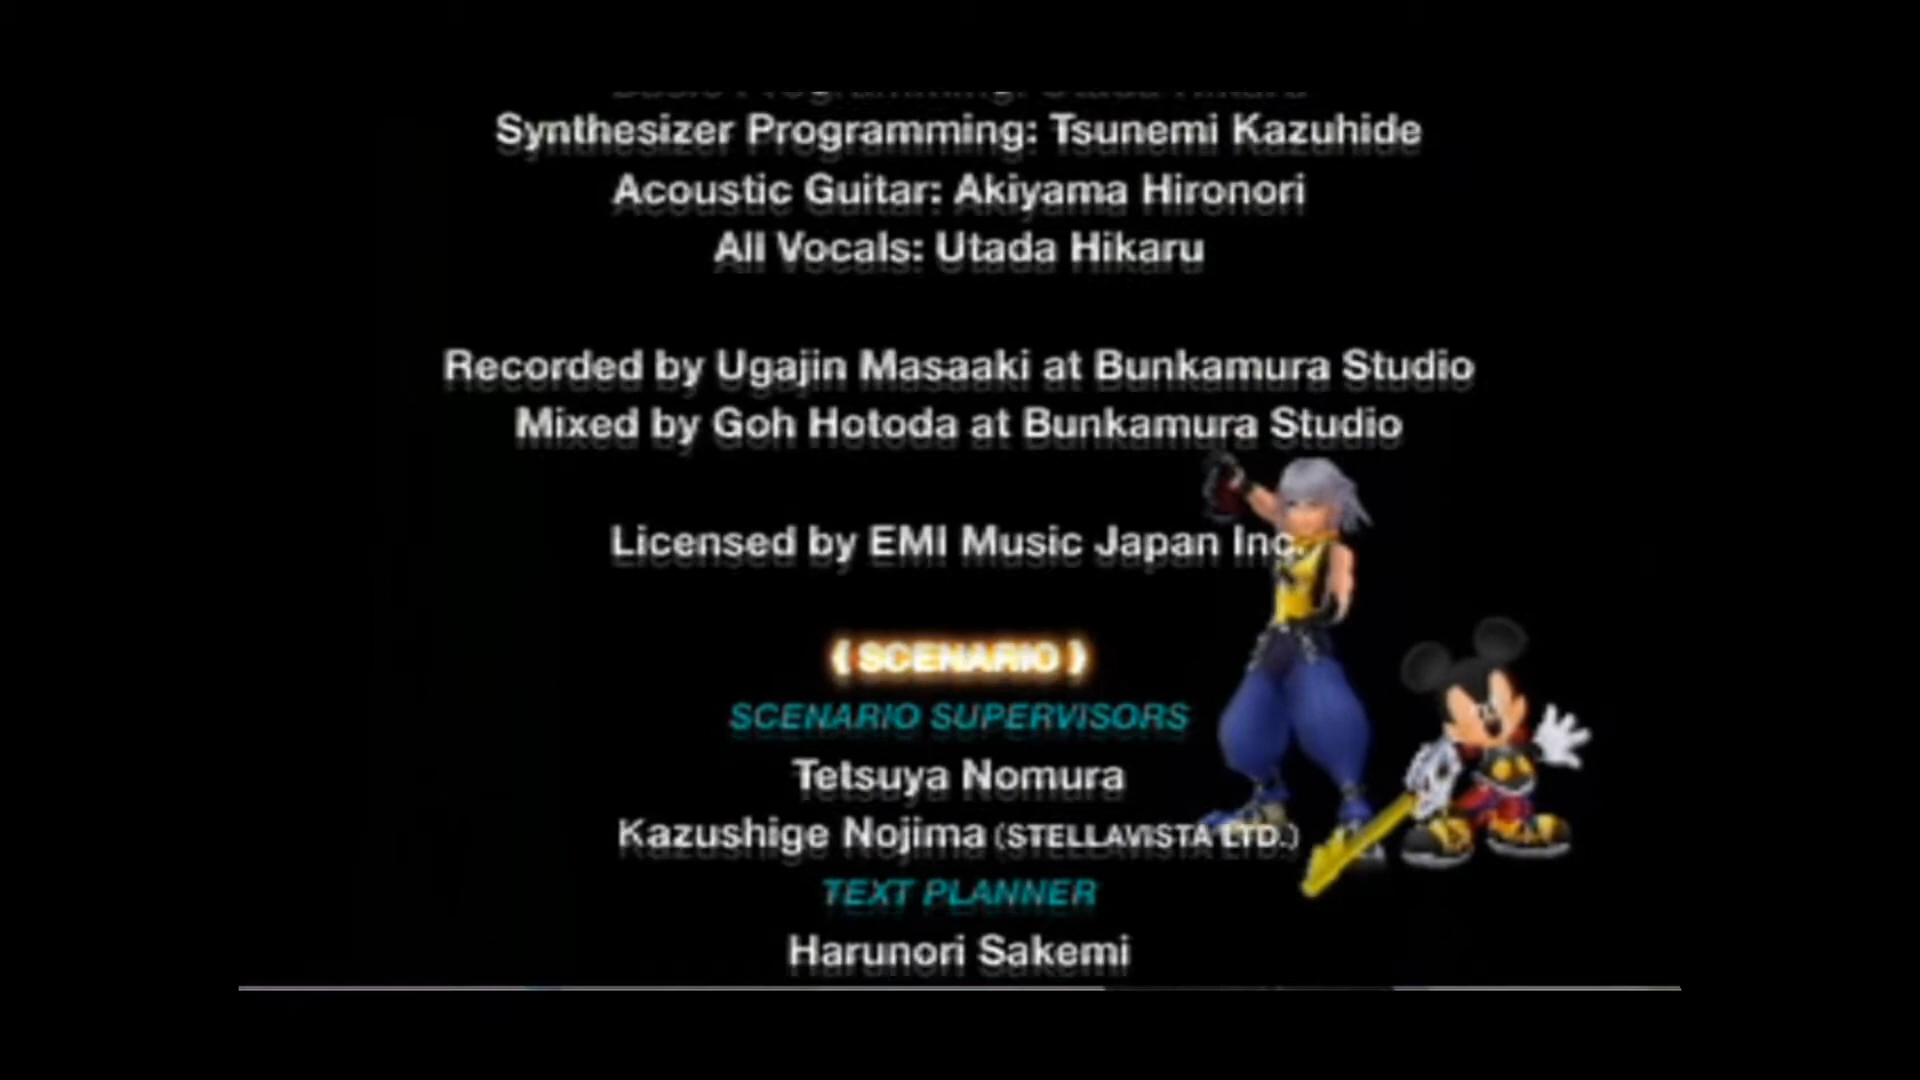 Synthesizer Programming: Tsunemi Kazuhide
Acoustic Guitar: Akiyama Hironori
All Vocals: Utada Hikaru
Recorded by Ugajin Masaaki at Bunkamura Studio
Mixed by Goh Hotoda at Bunkamura Studio
Licensed by EMI Music Japan Inc.
{ SCENARIO }
SCENARIO SUPERVISORS
Tetsuya Nomura
Kazushige Nojima (STELLAVISTA LTD.)
TEXT PLANNER
Harunori Sakemi